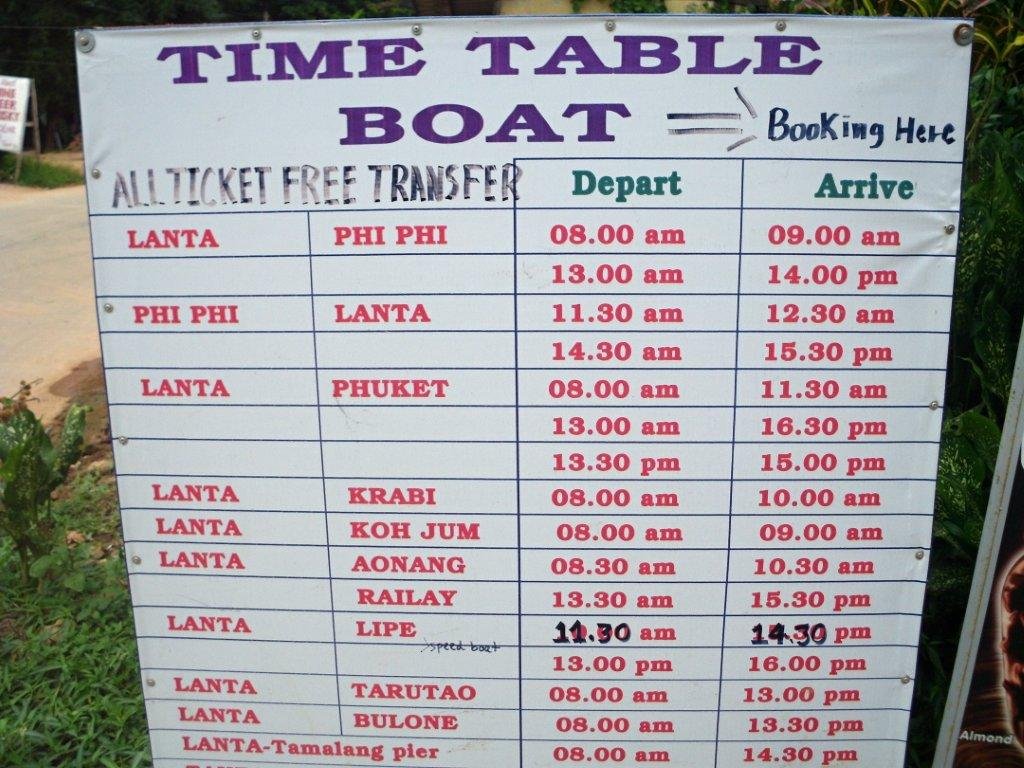 TIME TABLE
BOAT ⇒ Booking Here
ALL TICKET FREE TRANSFER Depart Arrive
LANTA PHI PHI 08.00 am 09.00 am
13.00 am 14.00 pm
PHI PHI LANTA 11.30 am 12.30 am
14.30 am 15.30 pm
LANTA PHUKET 08.00 am 11.30 am
13.00 am 16.30 pm
13.30 pm 15.00 pm
LANTA KRABI 08.00 am 10.00 am
LANTA KOH JUM 08.00 am 09.00 am
LANTA AONANG 08.30 am 10.30 am
RAILAY 13.30 am 15.30 pm
LANTA LIPE 11.30 am 14.30 pm
speed boat
13.00 pm 16.00 pm
LANTA TARUTAO 08.00 am 13.00 pm
LANTA BULONE 08.00 am 13.30 pm
LANTA-Tamalang pier 08.00 am 14.30 pm
Almond